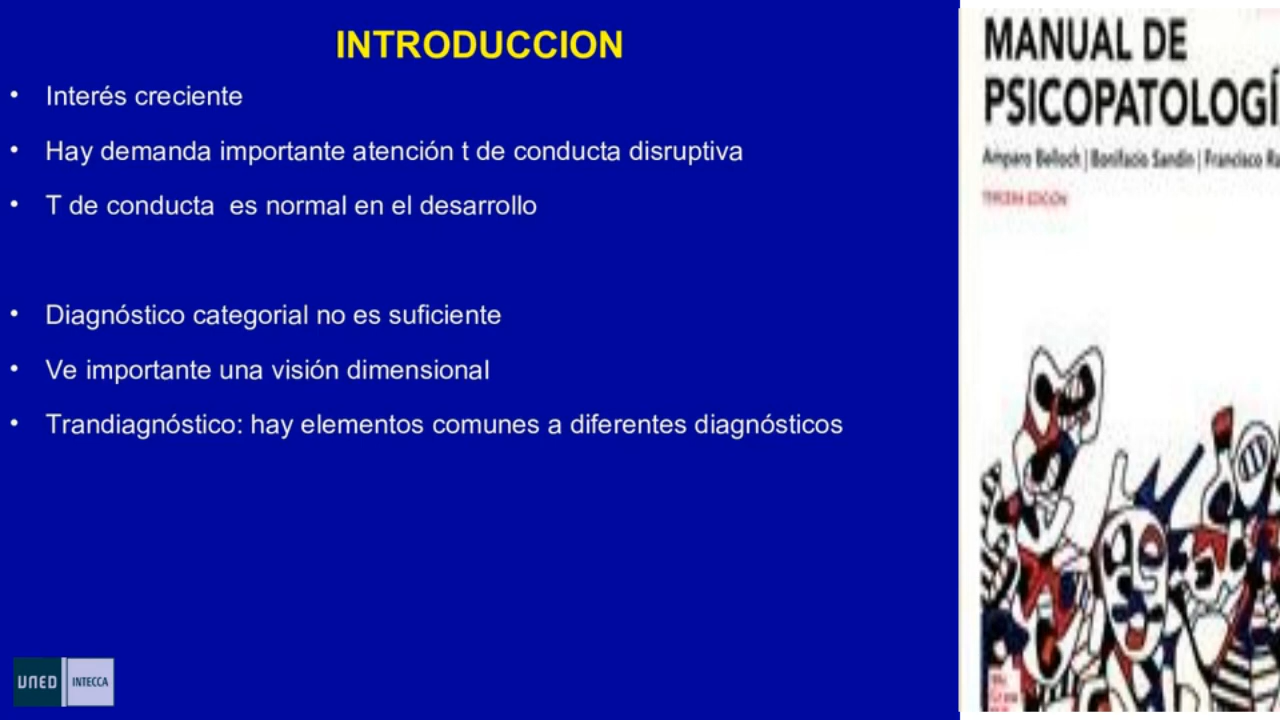 INTRODUCCION
• Interés creciente
• Hay demanda importante atención t de conducta disruptiva
• T de conducta  es normal en el desarrollo
• Diagnóstico categorial no es suficiente
• Ve importante una visión dimensional
• Trandiagnóstico: hay elementos comunes a diferentes diagnósticos
UNED INTECCA
MANUAL DE
PSICOPATOLOGÍ
Amparo Belloch | Bonifacio Sandín | Francisco Ra
TERCERA EDICIÓN